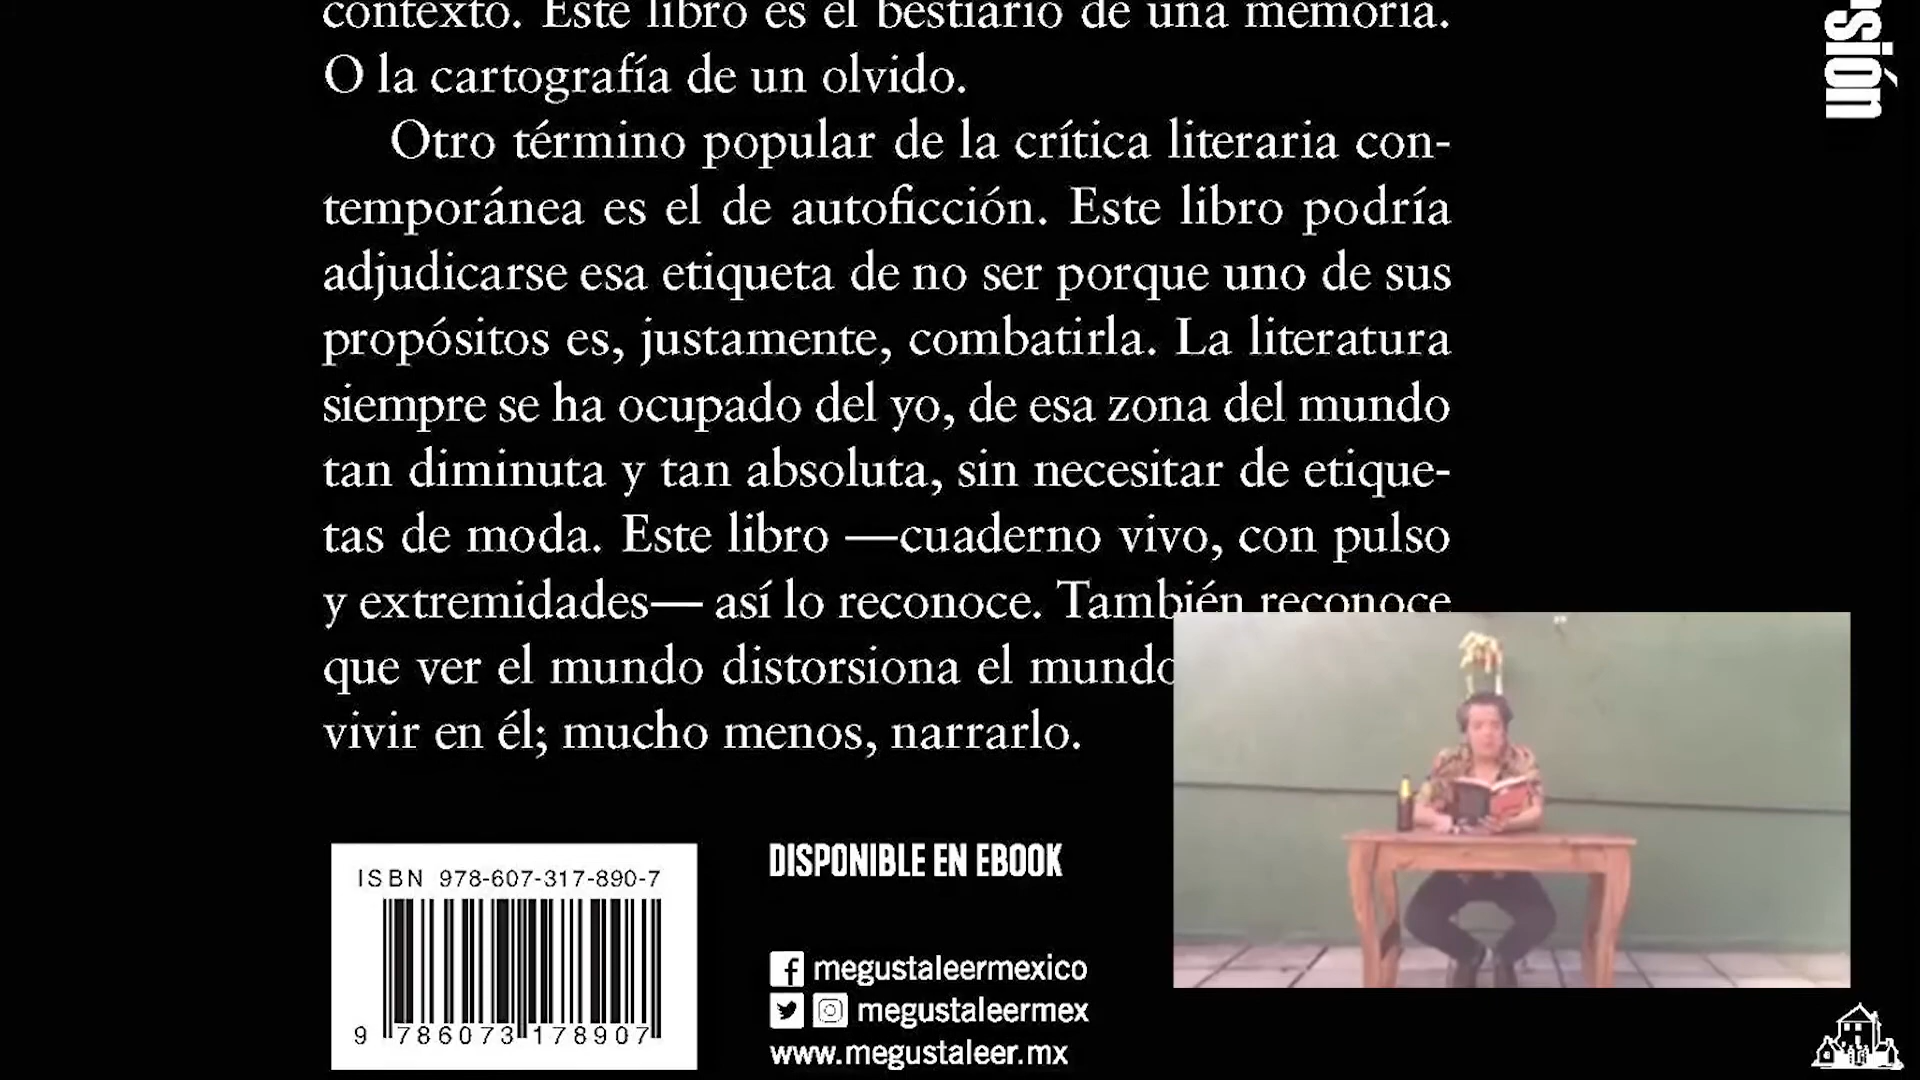 contexto. Este libro es el bestiario de una memoria.
O la cartografía de un olvido.
Otro término popular de la crítica literaria con-
temporánea es el de autoficción. Este libro podría
adjudicarse esa etiqueta de no ser porque uno de sus
propósitos es, justamente, combatirla. La literatura
siempre se ha ocupado del yo, de esa zona del mundo
tan diminuta y tan absoluta, sin necesitar de etique-
tas de moda. Este libro —cuaderno vivo, con pulso
y extremidades— así lo reconoce. También reconoce
que ver el mundo distorsiona el mundo
vivir en él; mucho menos, narrarlo.
ISBN 978-607-317-890-7
9 786073 178907
DISPONIBLE EN EBOOK
megustaleermexico
megustaleermex
www.megustaleer.mx